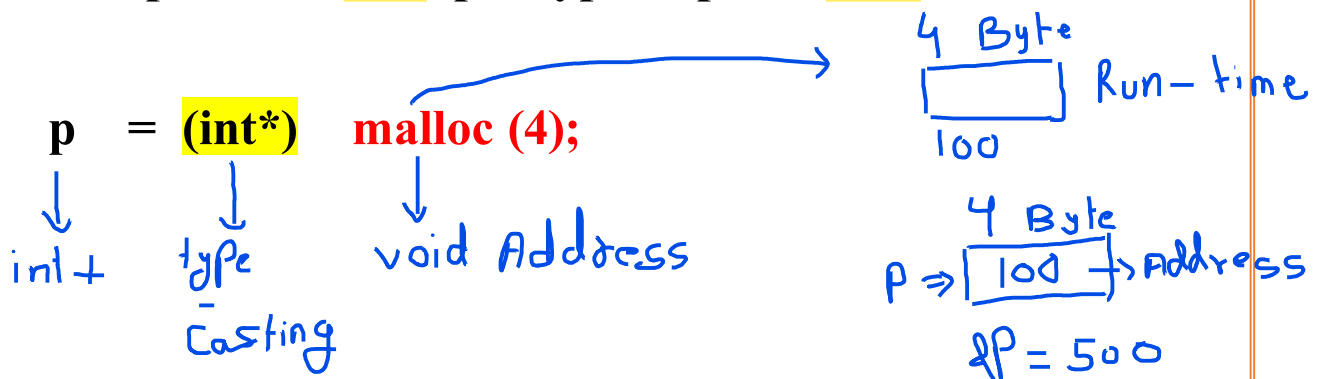 4 Byte
Run-time
p = (int*) malloc (4);
100
int+
type
casting
void Address
4 Byte
P ⇒ 100 → Address
&P = 500